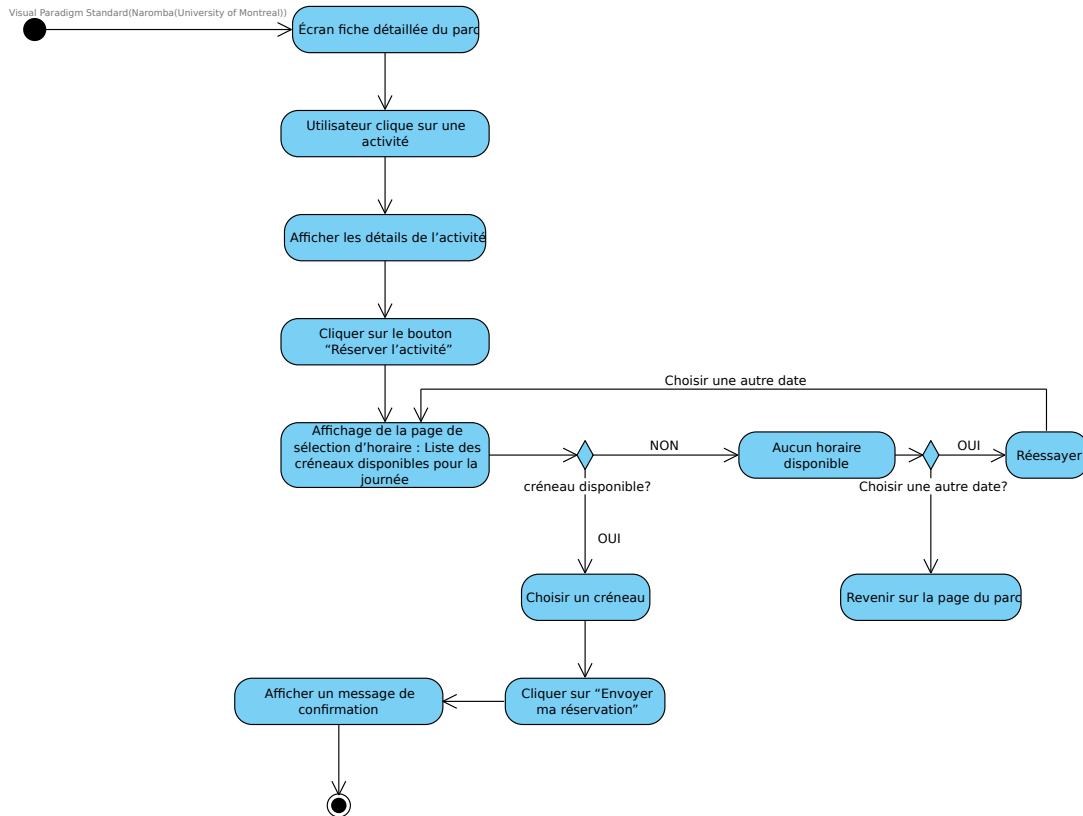 Visual Paradigm Standard(Naromba(University of Montreal))
Écran fiche détaillée du parc
Utilisateur clique sur une
activité
Afficher les détails de l’activité
Cliquer sur le bouton
“Réserver l’activité”
Choisir une autre date
Affichage de la page de
sélection d’horaire : Liste des
créneaux disponibles pour la
journée
NON
Aucun horaire
disponible
OUI
Réessayer
créneau disponible?
Choisir une autre date?
OUI
Choisir un créneau
Revenir sur la page du parc
Cliquer sur “Envoyer
ma réservation”
Afficher un message de
confirmation